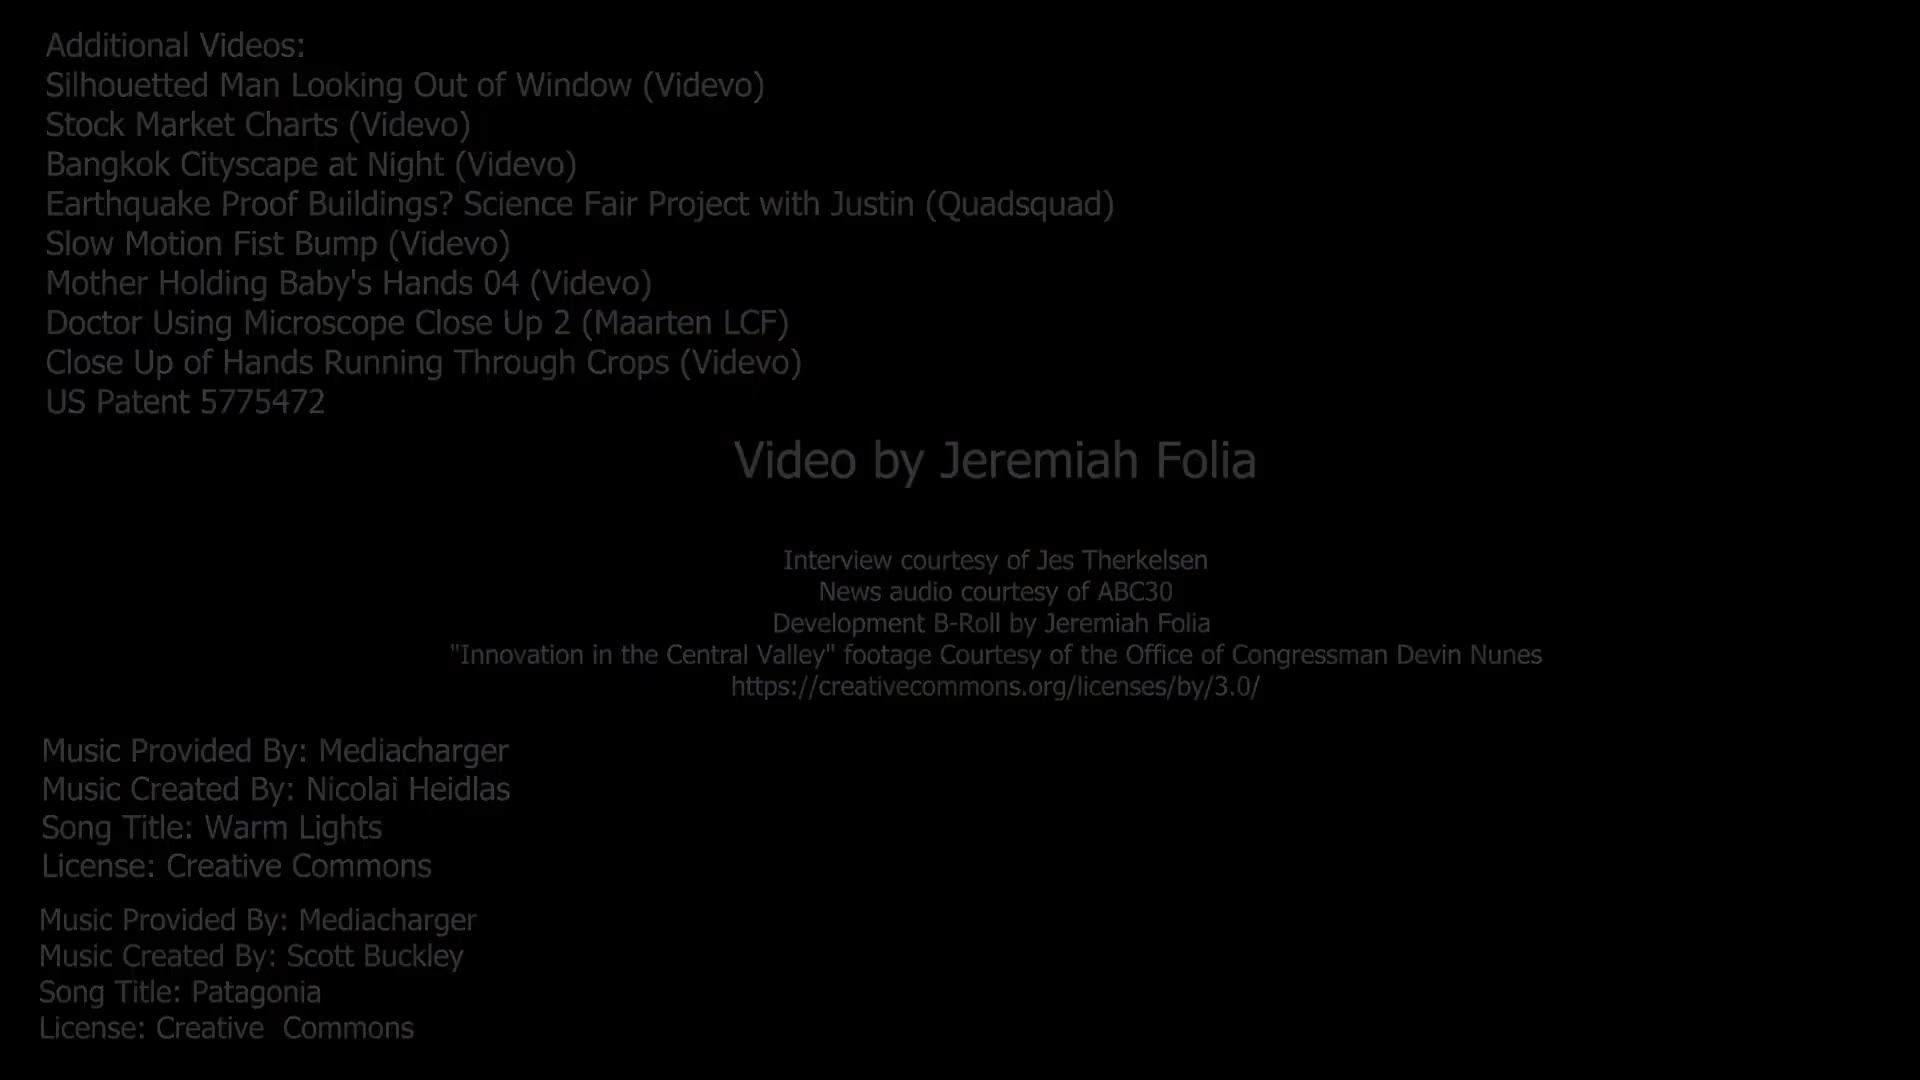 Additional Videos:
Silhouetted Man Looking Out of Window (Videvo)
Stock Market Charts (Videvo)
Bangkok Cityscape at Night (Videvo)
Earthquake Proof Buildings? Science Fair Project with Justin (Quadsquad)
Slow Motion Fist Bump (Videvo)
Mother Holding Baby's Hands 04 (Videvo)
Doctor Using Microscope Close Up 2 (Maarten LCF)
Close Up of Hands Running Through Crops (Videvo)
US Patent 5775472
Video by Jeremiah Folia
Interview courtesy of Jes Therkelsen
News audio courtesy of ABC30
Development B-Roll by Jeremiah Folia
"Innovation in the Central Valley" footage Courtesy of the Office of Congressman Devin Nunes
https://creativecommons.org/licenses/by/3.0/
Music Provided By: Mediacharger
Music Created By: Nicolai Heidlas
Song Title: Warm Lights
License: Creative Commons
Music Provided By: Mediacharger
Music Created By: Scott Buckley
Song Title: Patagonia
License: Creative  Commons